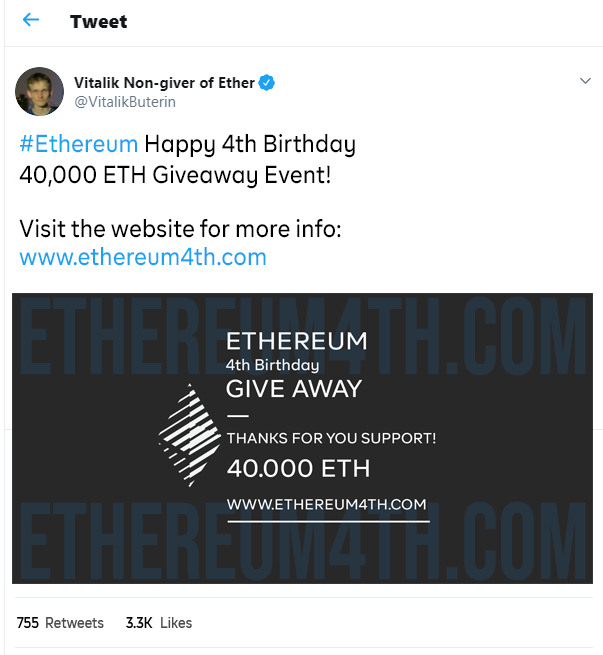 Tweet
Vitalik Non-giver of Ether
@VitalikButerin
#Ethereum Happy 4th Birthday
40,000 ETH Giveaway Event!
Visit the website for more info:
www.ethereum4th.com
ETHEREUM4TH.COM
ETHEREUM
4th Birthday
GIVE AWAY
THANKS FOR YOU SUPPORT!
40.000 ETH
WWW.ETHEREUM4TH.COM
ETHEREUM4TH.COM
755 Retweets 3.3K Likes